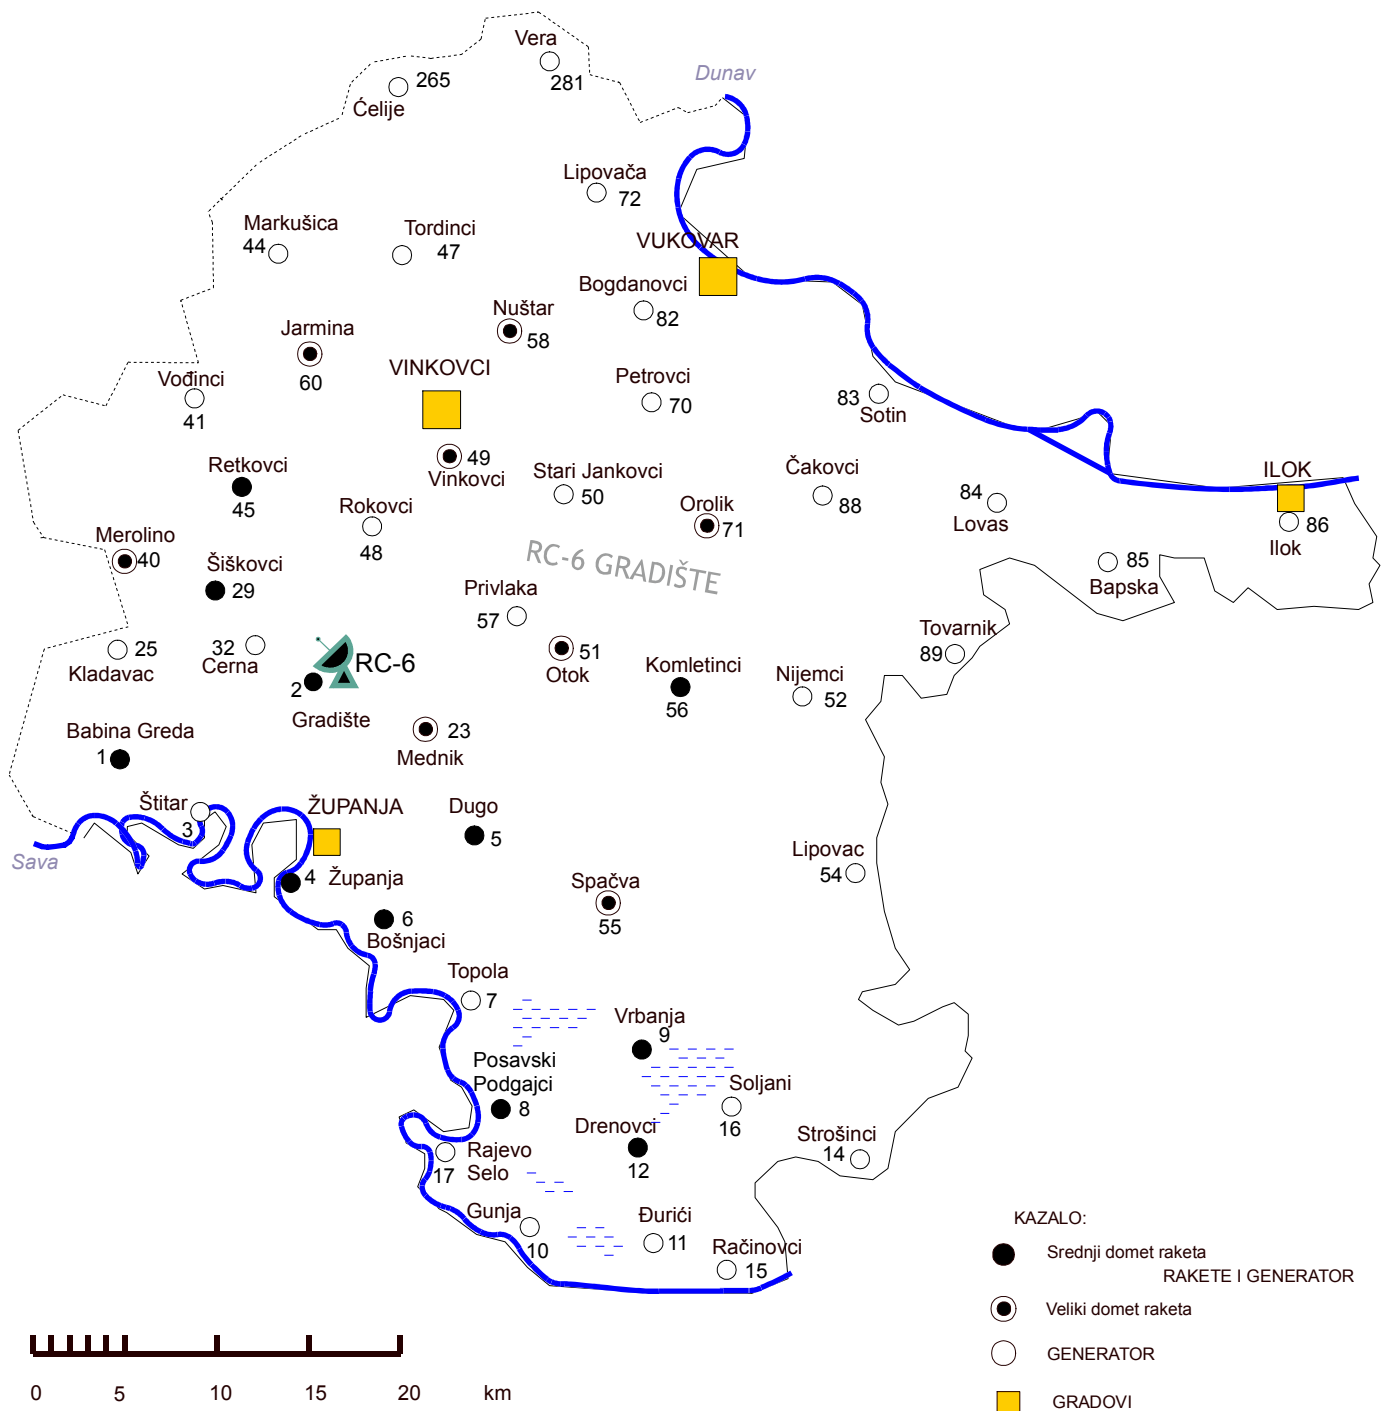 Vera
Dunav
265
281
Ćelije
Lipovača
72
Markušica
44
Tordinci
47
VUKOVAR
Bogdanovci
82
Nuštar
58
Jarmina
60
VINKOVCI
Vođinci
41
Petrovci
70
83
Sotin
Retkovci
45
49
Vinkovci
Stari Jankovci
50
Čakovci
88
ILOK
84
Lovas
86
Ilok
Rokovci
48
Orolik
71
Merolino
40
Šiškovci
29
RC-6 GRADIŠTE
85
Bapska
Privlaka
57
25
Kladavac
32
Cerna
RC-6
2
Gradište
51
Otok
Komletinci
56
Nijemci
52
Tovarnik
89
Babina Greda
1
23
Mednik
Štitar
3
ŽUPANJA
Dugo
5
Sava
4
Županja
Lipovac
54
Spačva
55
6
Bošnjaci
Topola
7
Vrbanja
9
Posavski
Podgajci
8
Soljani
16
Drenovci
12
Strošinci
14
Rajevo
Selo
17
Gunja
10
Đurići
11
Račinovci
15
KAZALO:
Srednji domet raketa
RAKETE I GENERATOR
Veliki domet raketa
GENERATOR
GRADOVI
0 5 10 15 20 km